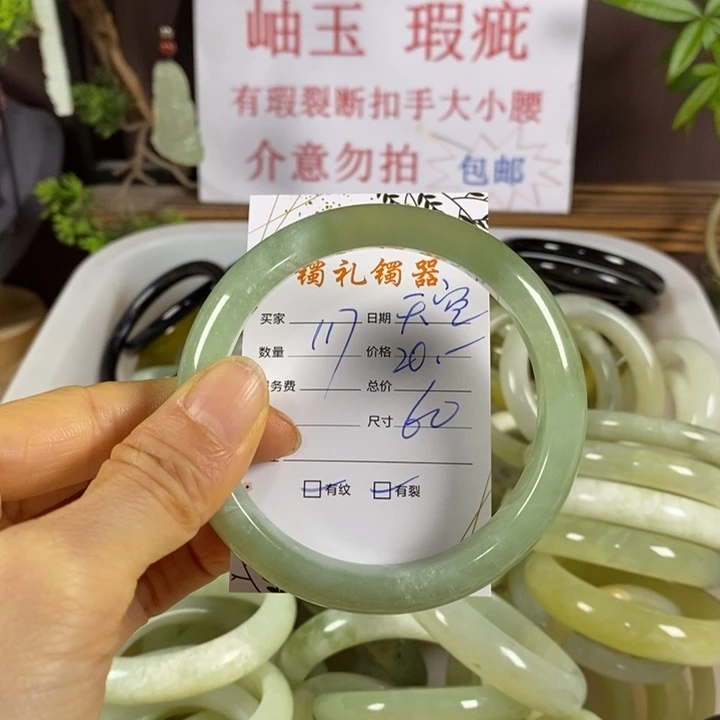 岫玉 瑕疵
有瑕裂断扣手大小腰
介意勿拍 包邮
镯礼镯器
买家 日期 天空
数量 117 价格 20.-
务费 总价
尺寸 60
有纹 有裂